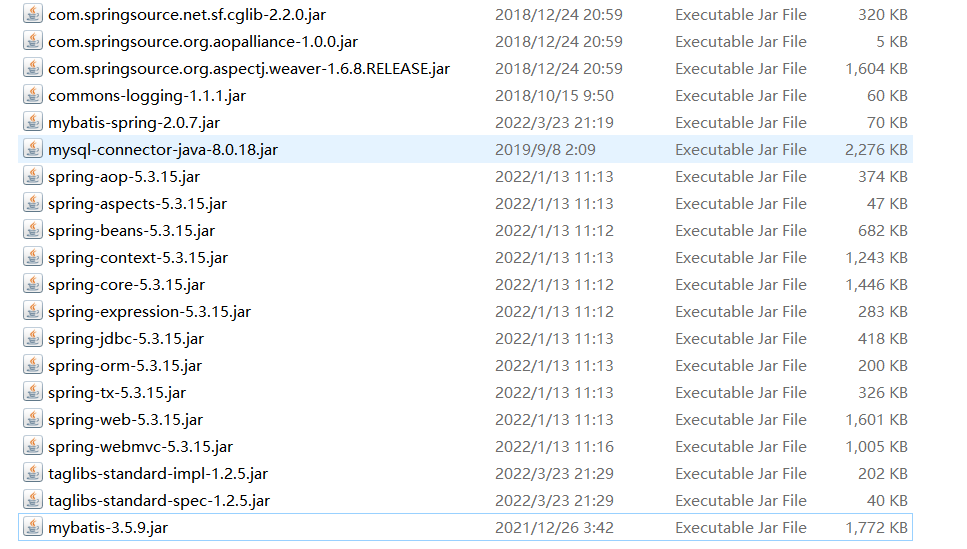 com.springsource.net.sf.cglib-2.2.0.jar 2018/12/24 20:59 Executable Jar File 320 KB
com.springsource.org.aopalliance-1.0.0.jar 2018/12/24 20:59 Executable Jar File 5 KB
com.springsource.org.aspectj.weaver-1.6.8.RELEASE.jar 2018/12/24 20:59 Executable Jar File 1,604 KB
commons-logging-1.1.1.jar 2018/10/15 9:50 Executable Jar File 60 KB
mybatis-spring-2.0.7.jar 2022/3/23 21:19 Executable Jar File 70 KB
mysql-connector-java-8.0.18.jar 2019/9/8 2:09 Executable Jar File 2,276 KB
spring-aop-5.3.15.jar 2022/1/13 11:13 Executable Jar File 374 KB
spring-aspects-5.3.15.jar 2022/1/13 11:13 Executable Jar File 47 KB
spring-beans-5.3.15.jar 2022/1/13 11:12 Executable Jar File 682 KB
spring-context-5.3.15.jar 2022/1/13 11:13 Executable Jar File 1,243 KB
spring-core-5.3.15.jar 2022/1/13 11:12 Executable Jar File 1,446 KB
spring-expression-5.3.15.jar 2022/1/13 11:12 Executable Jar File 283 KB
spring-jdbc-5.3.15.jar 2022/1/13 11:13 Executable Jar File 418 KB
spring-orm-5.3.15.jar 2022/1/13 11:13 Executable Jar File 200 KB
spring-tx-5.3.15.jar 2022/1/13 11:13 Executable Jar File 326 KB
spring-web-5.3.15.jar 2022/1/13 11:13 Executable Jar File 1,601 KB
spring-webmvc-5.3.15.jar 2022/1/13 11:16 Executable Jar File 1,005 KB
taglibs-standard-impl-1.2.5.jar 2022/3/23 21:29 Executable Jar File 202 KB
taglibs-standard-spec-1.2.5.jar 2022/3/23 21:29 Executable Jar File 40 KB
mybatis-3.5.9.jar 2021/12/26 3:42 Executable Jar File 1,772 KB